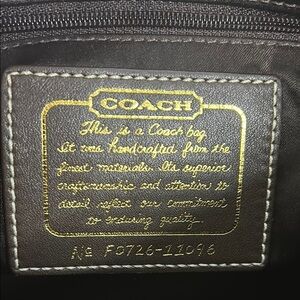 COACH
This is a Coach bag.
It was handcrafted from the
finest materials. Its superior
craftsmanship and attention to
detail reflect our commitment
to enduring quality.
No F0726-11096